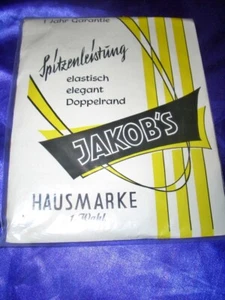 1 Jahr Garantie
Spitzenleistung
elastisch
elegant
Doppelrand
JAKOB'S
HAUSMARKE
1. Wahl